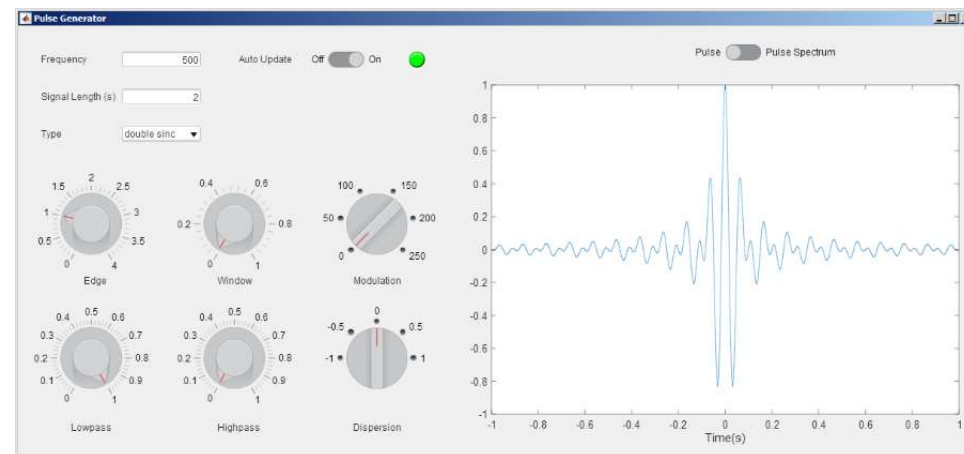 Pulse Generator
Frequency 500 Auto Update Off On
Pulse Pulse Spectrum
Signal Length (s) 2
Type double sinc
0 0.5 1 1.5 2 2.5 3 3.5 4
Edge
0 0.2 0.4 0.6 0.8 1
Window
0 50 100 150 200 250
Modulation
0 0.1 0.2 0.3 0.4 0.5 0.6 0.7 0.8 0.9 1
Lowpass
0 0.1 0.2 0.3 0.4 0.5 0.6 0.7 0.8 0.9 1
Highpass
-1 -0.5 0 0.5 1
Dispersion
1
0.8
0.6
0.4
0.2
0
-0.2
-0.4
-0.6
-0.8
-1
-1 -0.8 -0.6 -0.4 -0.2 0 0.2 0.4 0.6 0.8 1
Time(s)